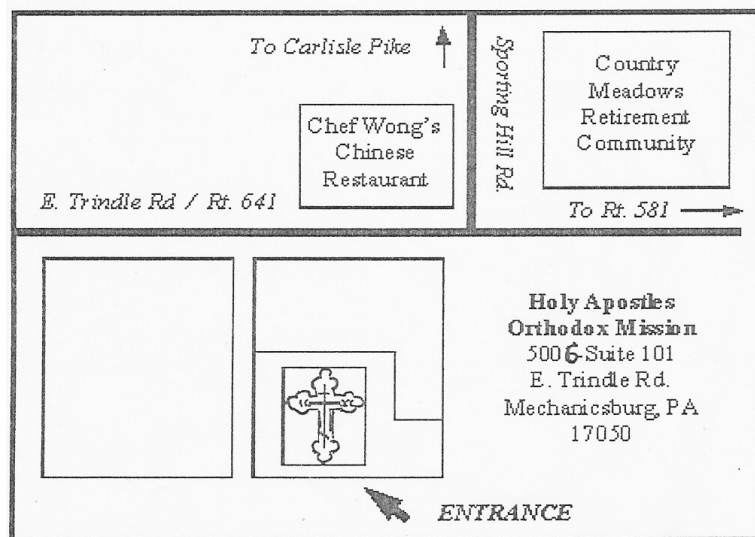 To Carlisle Pike
Sporting Hill Rd.
Country
Meadows
Retirement
Community
Chef Wong's
Chinese
Restaurant
E. Trindle Rd / Rt. 641
To Rt. 581
Holy Apostles
Orthodox Mission
5006-Suite 101
E. Trindle Rd.
Mechanicsburg, PA
17050
ENTRANCE